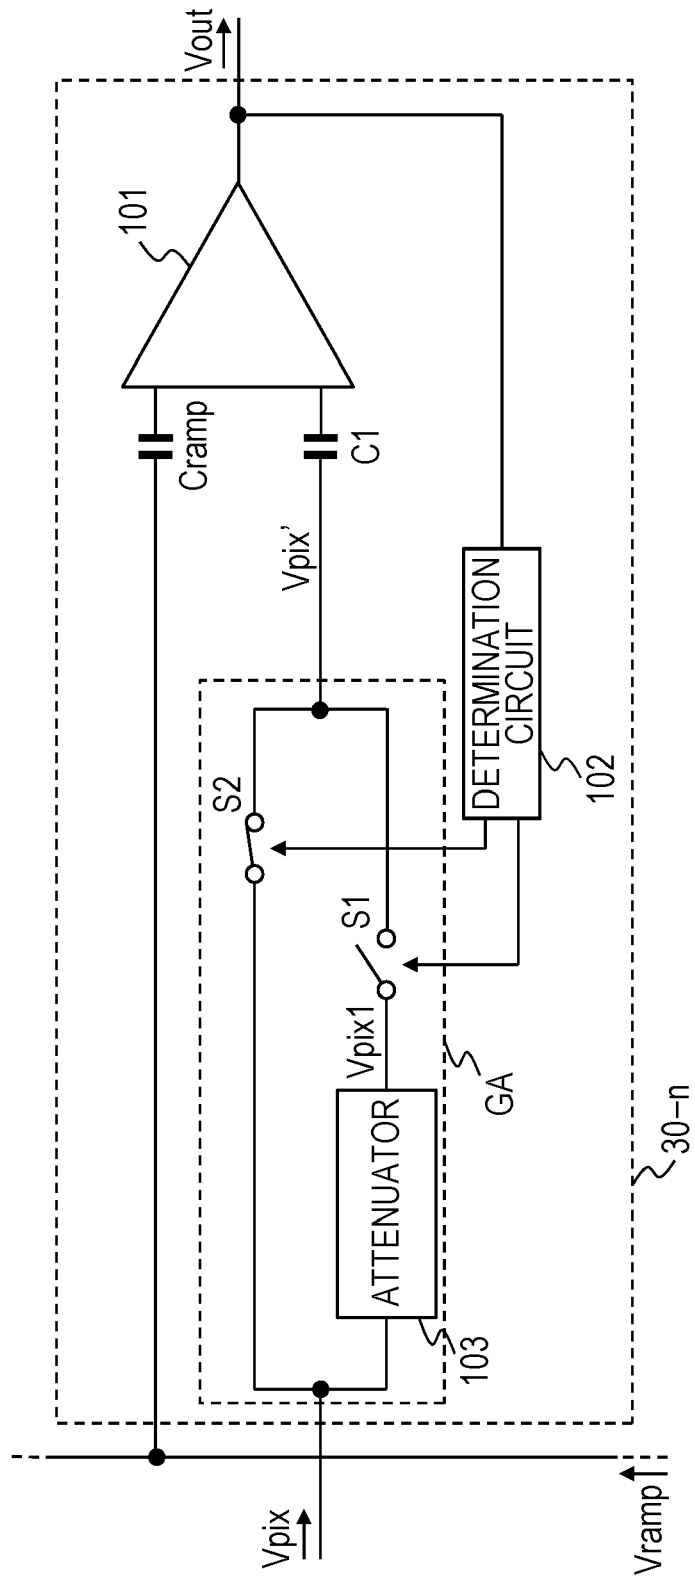 Vout
101
Cramp
C1
Vpix'
DETERMINATION
CIRCUIT
102
S2
S1
Vpix1
GA
ATTENUATOR
103
30–n
Vpix
Vramp